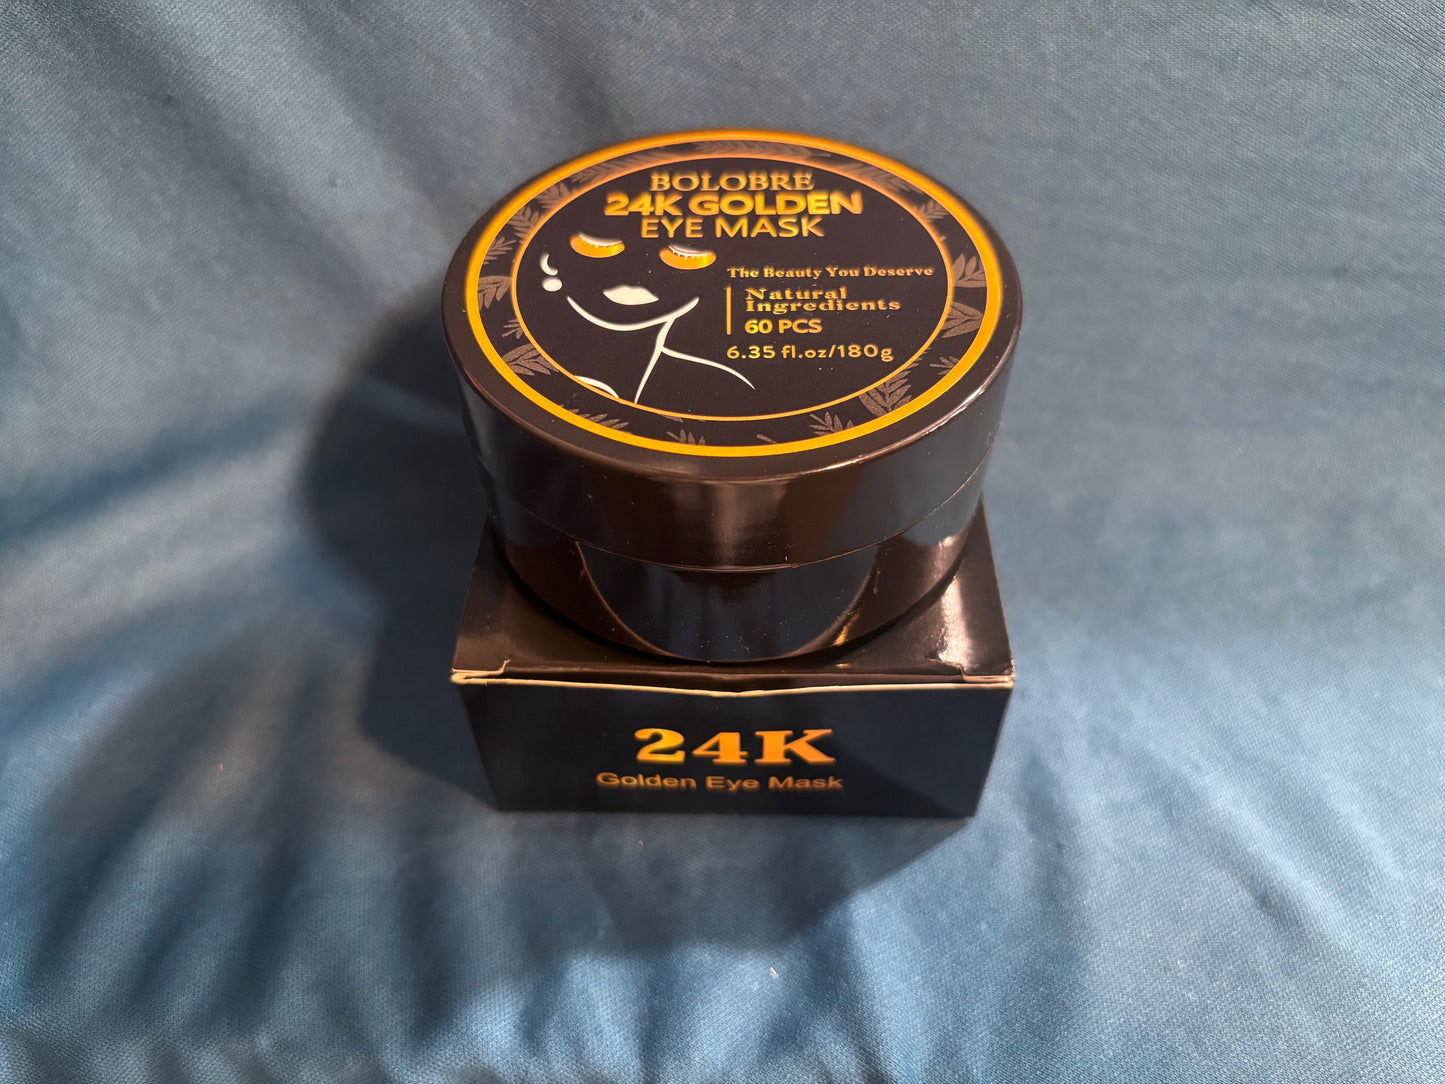 BOLOBRE
24K GOLDEN
EYE MASK
The Beauty You Deserve
Natural
Ingredients
60 PCS
6.35 fl.oz/180g
24K
Golden Eye Mask